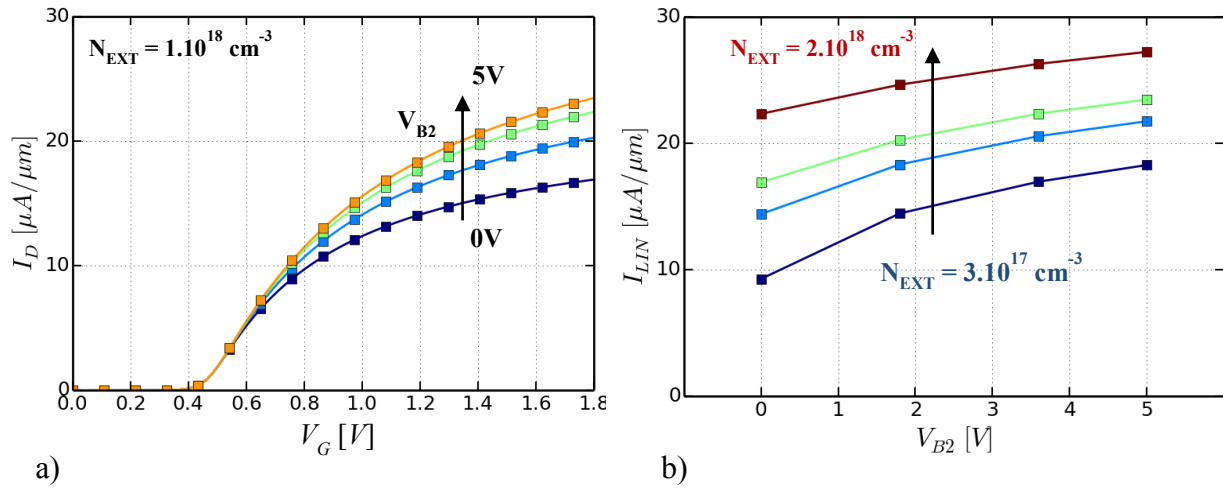 30
20
10
0
I_D [μA/μm]
N_EXT = 1.10^18 cm^-3
5V
V_B2
0V
0.0 0.2 0.4 0.6 0.8 1.0 1.2 1.4 1.6 1.8
V_G [V]
a)
30
20
10
0
I_LIN [μA/μm]
N_EXT = 2.10^18 cm^-3
N_EXT = 3.10^17 cm^-3
0 1 2 3 4 5
V_B2 [V]
b)